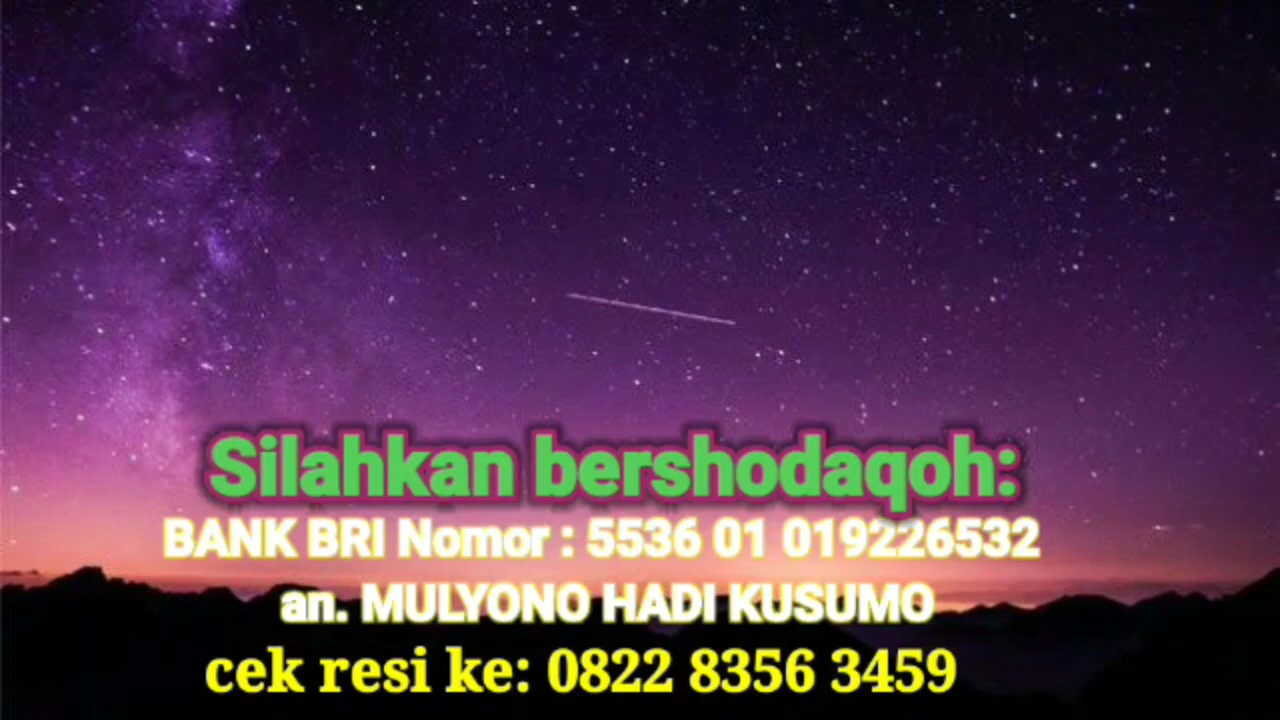 Silahkan bershodaqoh:
BANK BRI Nomor : 5536 01 019226532
an. MULYONO HADI KUSUMO
cek resi ke: 0822 8356 3459